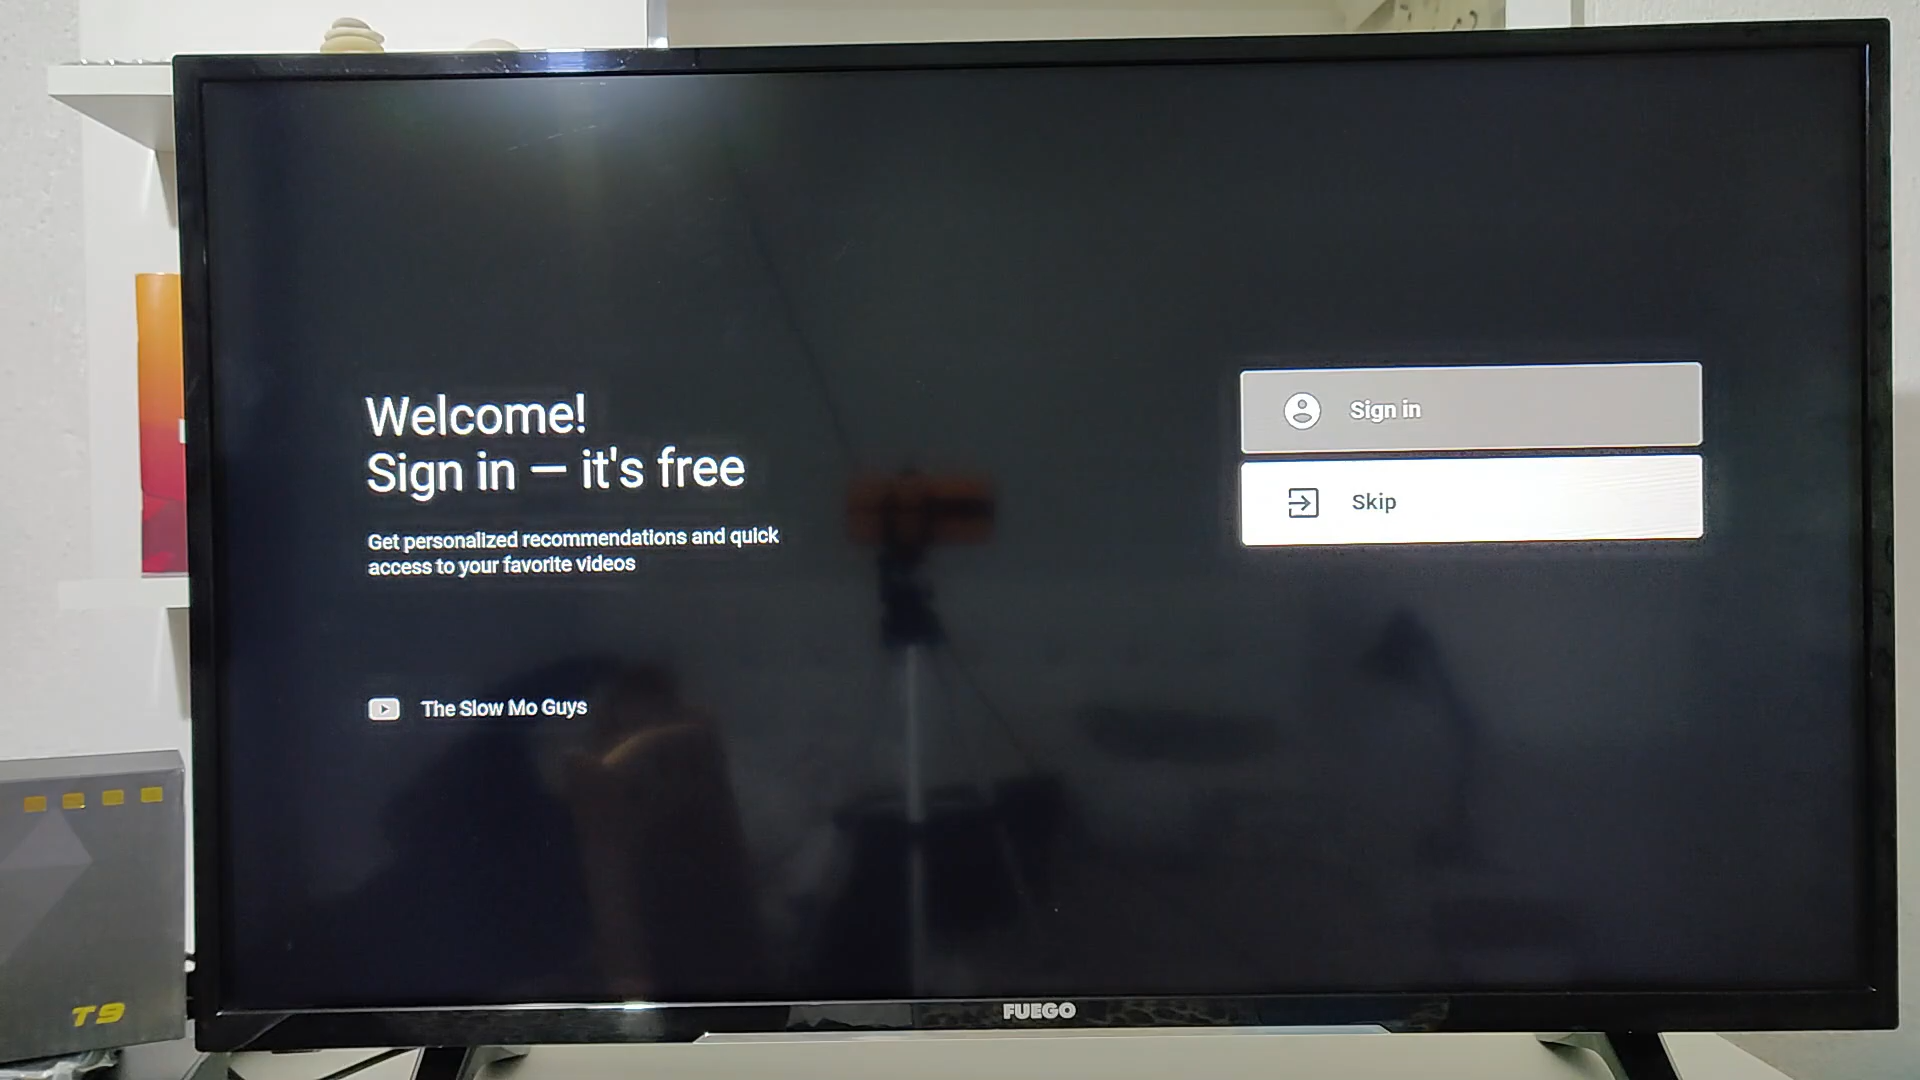 Welcome!
Sign in – it's free
Get personalized recommendations and quick
access to your favorite videos
The Slow Mo Guys
Sign in
Skip
FUEGO
T9